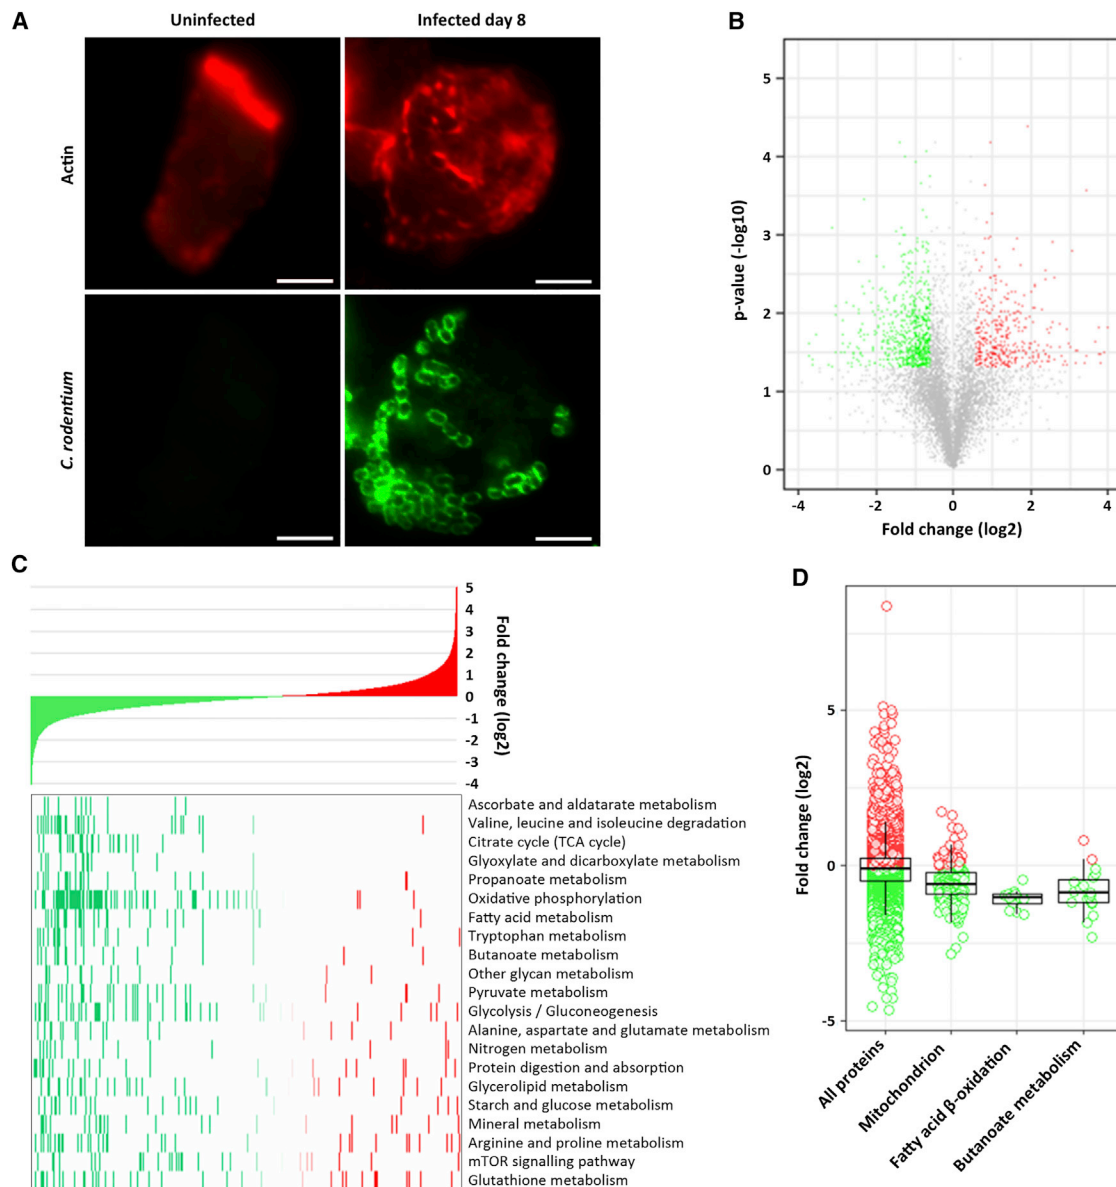 A
Uninfected
Infected day 8
Actin
C. rodentium
B
5
4
3
2
1
0
p-value (-log10)
-4
-2
0
2
4
Fold change (log2)
C
5
4
3
2
1
0
-1
-2
-3
-4
Fold change (log2)
Ascorbate and aldatarate metabolism
Valine, leucine and isoleucine degradation
Citrate cycle (TCA cycle)
Glyoxylate and dicarboxylate metabolism
Propanoate metabolism
Oxidative phosphorylation
Fatty acid metabolism
Tryptophan metabolism
Butanoate metabolism
Other glycan metabolism
Pyruvate metabolism
Glycolysis / Gluconeogenesis
Alanine, aspartate and glutamate metabolism
Nitrogen metabolism
Protein digestion and absorption
Glycerolipid metabolism
Starch and glucose metabolism
Mineral metabolism
Arginine and proline metabolism
mTOR signalling pathway
Glutathione metabolism
D
5
0
-5
Fold change (log2)
All proteins
Mitochondrion
Fatty acid β-oxidation
Butanoate metabolism